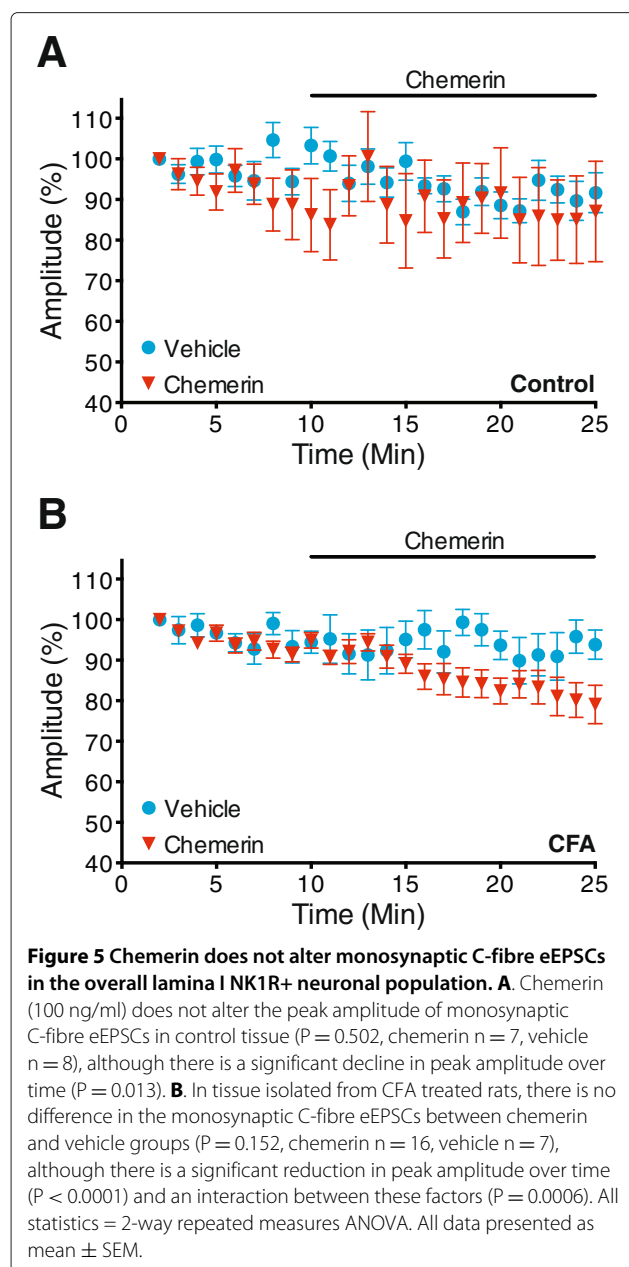 A
Chemerin
110
100
90
80
70
60
50
40
Amplitude (%)
Vehicle
Chemerin
Control
0 5 10 15 20 25
Time (Min)
B
Chemerin
110
100
90
80
70
60
50
40
Amplitude (%)
Vehicle
Chemerin
CFA
0 5 10 15 20 25
Time (Min)
Figure 5 Chemerin does not alter monosynaptic C-fibre eEPSCs
in the overall lamina I NK1R+ neuronal population. A. Chemerin
(100 ng/ml) does not alter the peak amplitude of monosynaptic
C-fibre eEPSCs in control tissue (P = 0.502, chemerin n = 7, vehicle
n = 8), although there is a significant decline in peak amplitude over
time (P = 0.013). B. In tissue isolated from CFA treated rats, there is no
difference in the monosynaptic C-fibre eEPSCs between chemerin
and vehicle groups (P = 0.152, chemerin n = 16, vehicle n = 7),
although there is a significant reduction in peak amplitude over time
(P < 0.0001) and an interaction between these factors (P = 0.0006). All
statistics = 2-way repeated measures ANOVA. All data presented as
mean ± SEM.